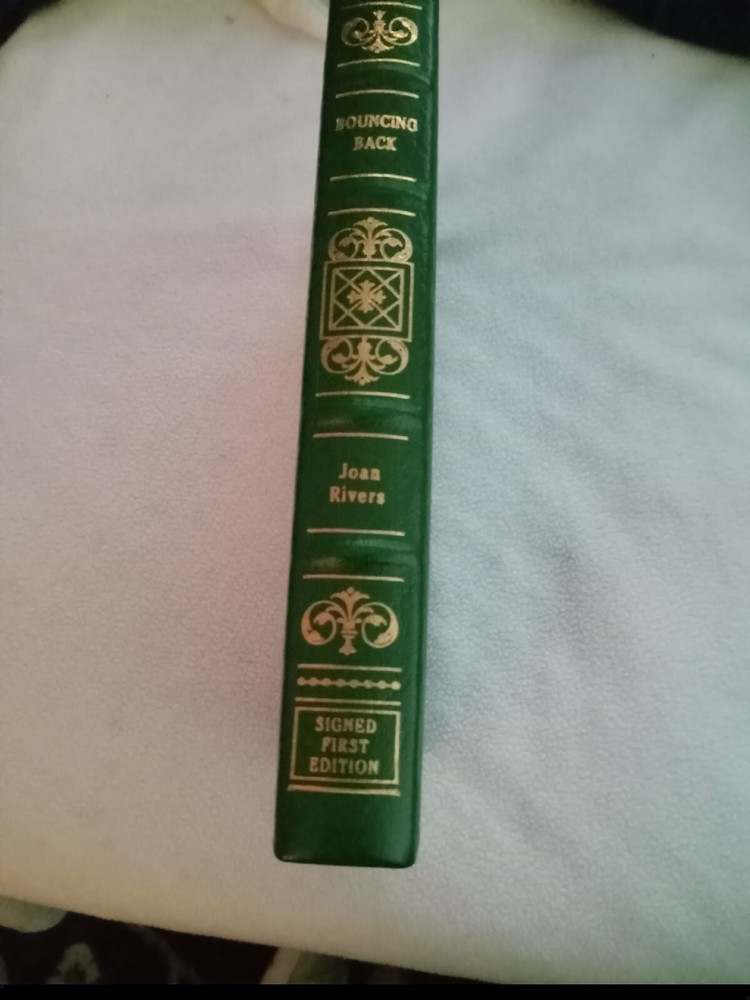 BOUNCING
BACK
Joan
Rivers
SIGNED
FIRST
EDITION